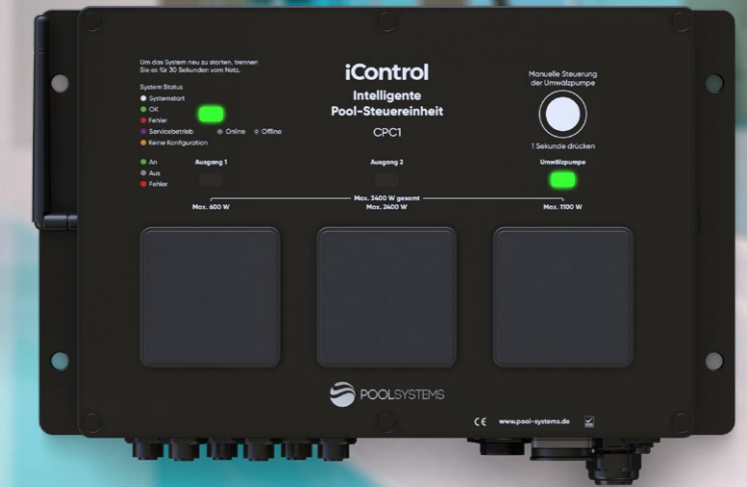 Um das System neu zu starten, trennen
Sie es für 30 Sekunden vom Netz.
System Status
Systemstart
OK
Fehler
Servicebetrieb
Online
Offline
Keine Konfiguration
An
Aus
Fehler
iControl
Intelligente
Pool-Steuereinheit
CPC1
Manuelle Steuerung
der Umwälzpumpe
1 Sekunde drücken
Ausgang 1
Ausgang 2
Umwälzpumpe
Max. 3400 W gesamt
Max. 600 W
Max. 2400 W
Max. 1100 W
POOLSYSTEMS
CE www.pool-systems.de